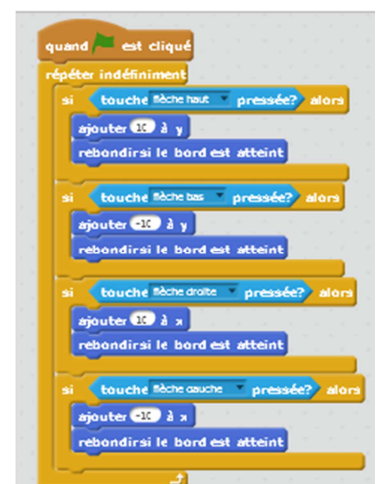 quand est cliqué
répéter indéfiniment
si touche flèche haut pressée? alors
ajouter 10 à y
rebondir si le bord est atteint
si touche flèche bas pressée? alors
ajouter -10 à y
rebondir si le bord est atteint
si touche flèche droite pressée? alors
ajouter 10 à x
rebondir si le bord est atteint
si touche flèche gauche pressée? alors
ajouter -10 à x
rebondir si le bord est atteint